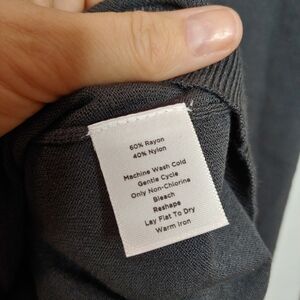 60% Rayon
40% Nylon
Machine Wash Cold
Gentle Cycle
Only Non-Chlorine
Bleach
Reshape
Lay Flat To Dry
Warm Iron